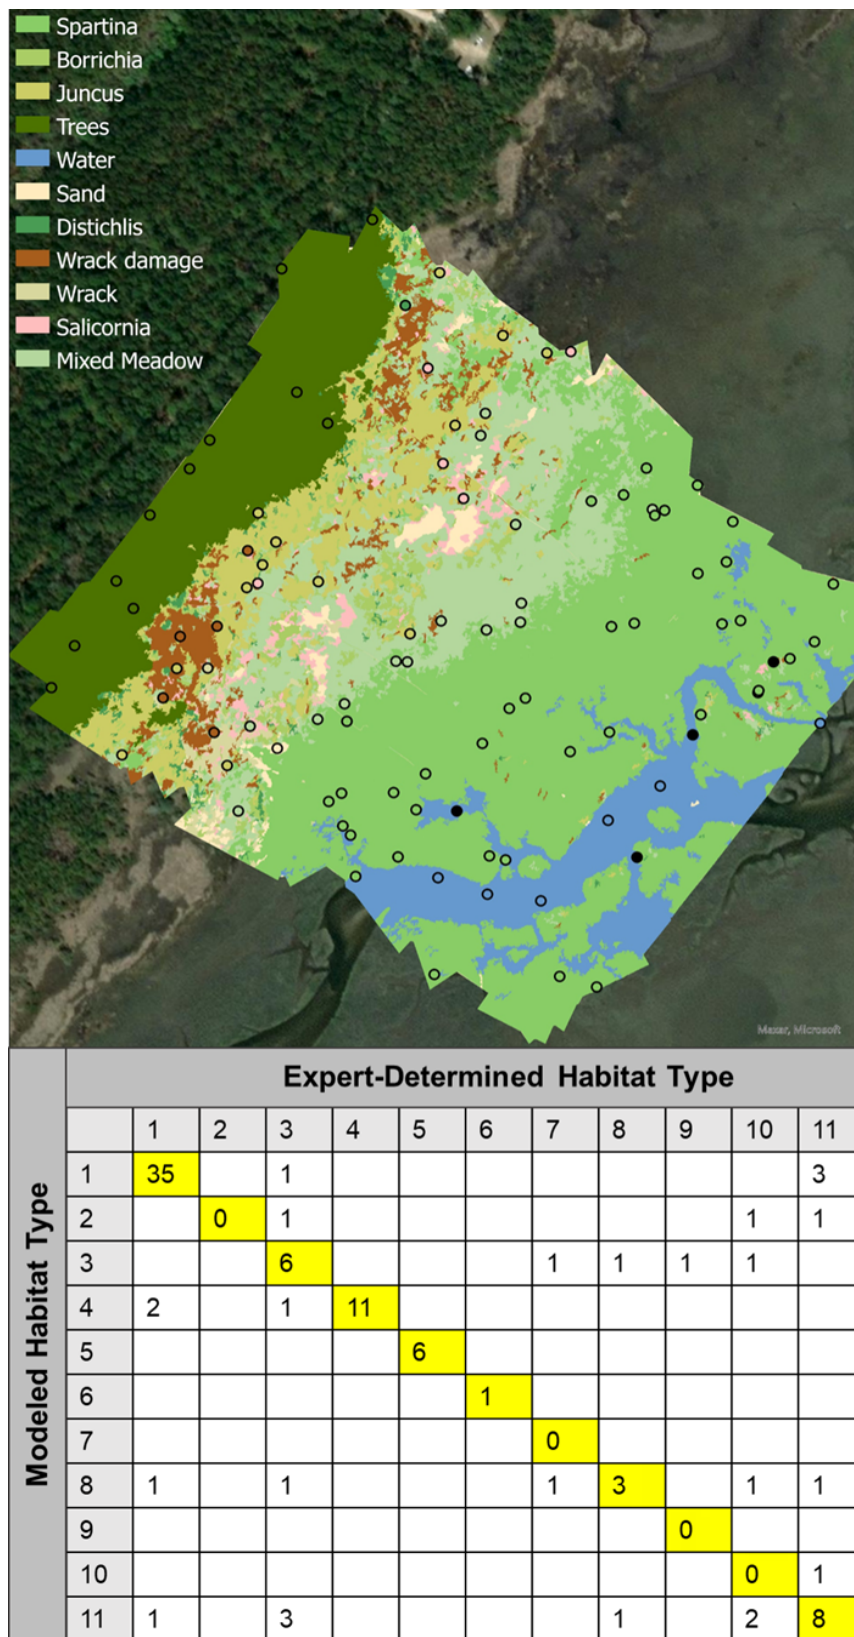 Spartina
Borrichia
Juncus
Trees
Water
Sand
Distichlis
Wrack damage
Wrack
Salicornia
Mixed Meadow
Maxar, Microsoft
Expert-Determined Habitat Type
Modeled Habitat Type
1 2 3 4 5 6 7 8 9 10 11
1 35 1 3
2 0 1 1 1
3 6 1 1 1 1
4 2 1 11
5 6
6 1
7 0
8 1 1 1 3 1 1
9 0
10 0 1
11 1 3 1 2 8